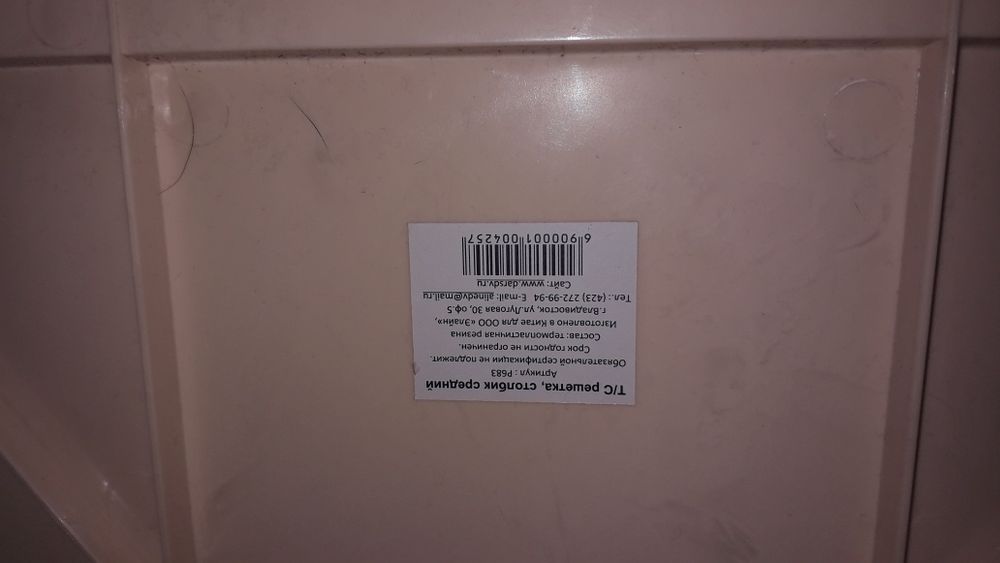 Т/С решетка, столбик средний
Артикул : Р683
Обязательной сертификации не подлежит.
Срок годности не ограничен.
Состав: термопластичная резина
Изготовлено в Китае для ООО «Элайн»,
г.Владивосток, ул.Луговая 30, оф.5
Тел.: (423) 272-99-94 E-mail: alinedv@mail.ru
Сайт: www.darsdv.ru
6 900001 004257